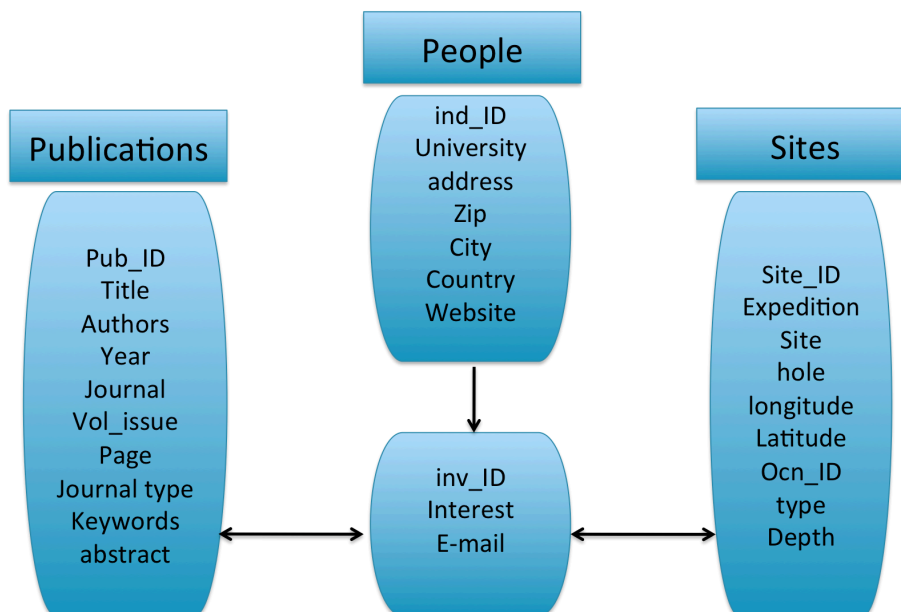 People
ind_ID
University
address
Zip
City
Country
Website
Publications
Pub_ID
Title
Authors
Year
Journal
Vol_issue
Page
Journal type
Keywords
abstract
inv_ID
Interest
E-mail
Sites
Site_ID
Expedition
Site
hole
longitude
Latitude
Ocn_ID
type
Depth